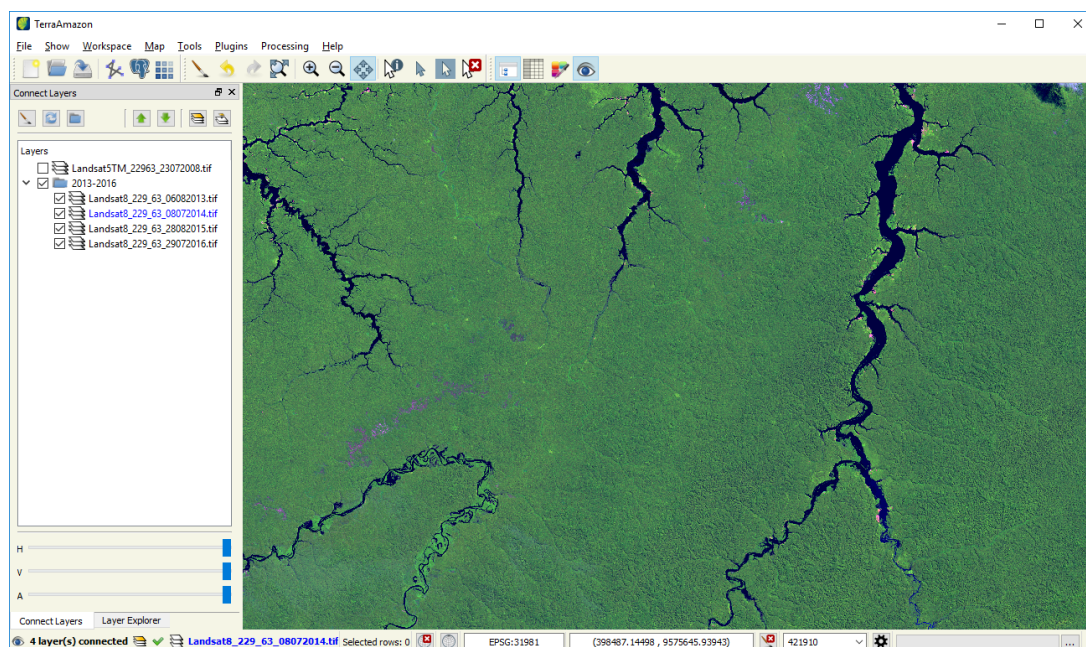 TerraAmazon
File Show Workspace Map Tools Plugins Processing Help
Connect Layers
Layers
Landsat5TM_22963_23072008.tif
2013-2016
Landsat8_229_63_06082013.tif
Landsat8_229_63_08072014.tif
Landsat8_229_63_28082015.tif
Landsat8_229_63_29072016.tif
H
V
A
Connect Layers Layer Explorer
4 layer(s) connected Landsat8_229_63_08072014.tif Selected rows: 0 EPSG:31981 (398487.14498 , 9575645.93943) 421910 ...